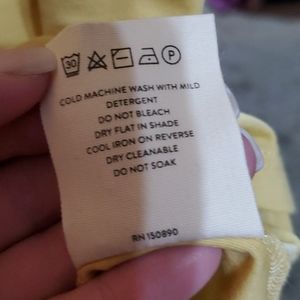 30 P
COLD MACHINE WASH WITH MILD
DETERGENT
DO NOT BLEACH
DRY FLAT IN SHADE
COOL IRON ON REVERSE
DRY CLEANABLE
DO NOT SOAK
RN 150890